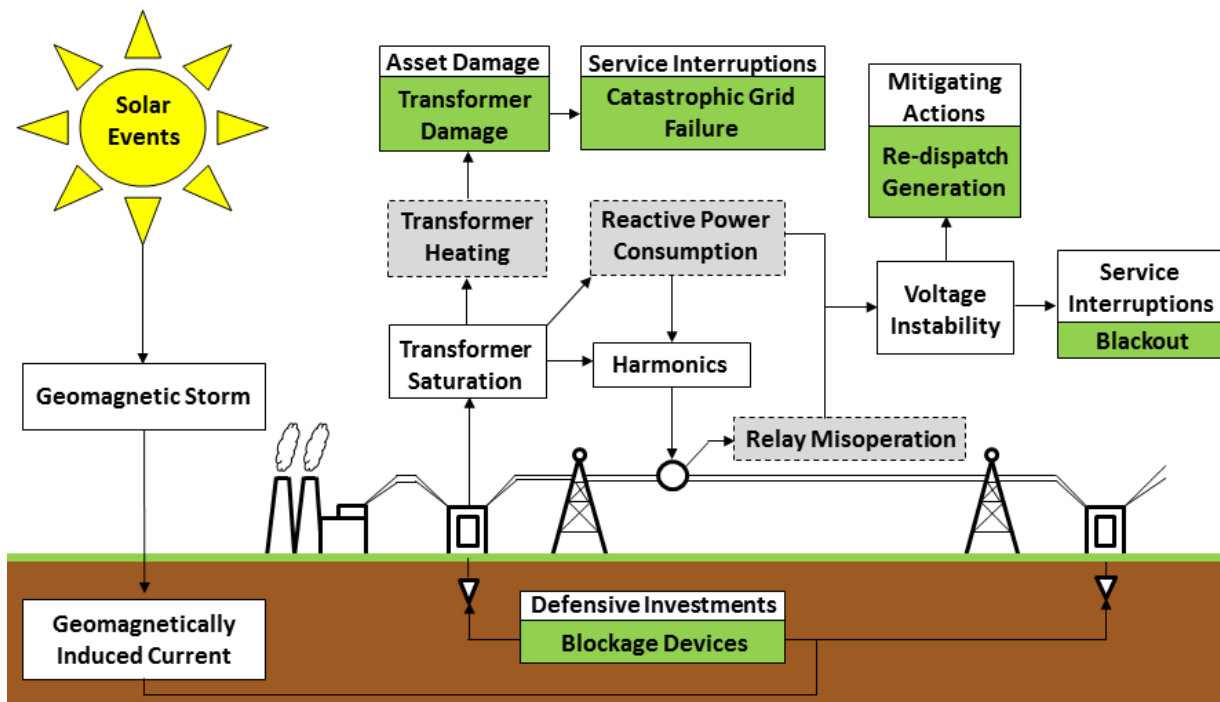 Solar
Events
Asset Damage
Transformer
Damage
Service Interruptions
Catastrophic Grid
Failure
Mitigating
Actions
Re-dispatch
Generation
Transformer
Heating
Reactive Power
Consumption
Voltage
Instability
Service
Interruptions
Blackout
Transformer
Saturation
Harmonics
Geomagnetic Storm
Relay Misoperation
Defensive Investments
Blockage Devices
Geomagnetically
Induced Current